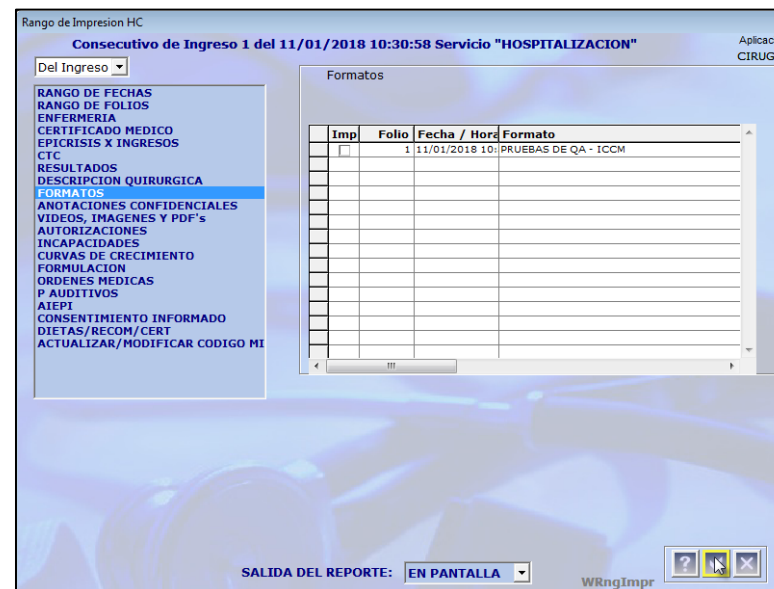 Rango de Impresion HC
Consecutivo de Ingreso 1 del 11/01/2018 10:30:58 Servicio "HOSPITALIZACION"
Aplicac
CIRUG
Del Ingreso
Formatos
RANGO DE FECHAS
RANGO DE FOLIOS
ENFERMERIA
CERTIFICADO MEDICO
EPICRISIS X INGRESOS
CTC
RESULTADOS
DESCRIPCION QUIRURGICA
FORMATOS
ANOTACIONES CONFIDENCIALES
VIDEOS, IMAGENES Y PDF's
AUTORIZACIONES
INCAPACIDADES
CURVAS DE CRECIMIENTO
FORMULACION
ORDENES MEDICAS
P AUDITIVOS
AIEPI
CONSENTIMIENTO INFORMADO
DIETAS/RECOM/CERT
ACTUALIZAR/MODIFICAR CODIGO MI
Imp Folio Fecha / Hora Formato
1 11/01/2018 10: PRUEBAS DE QA - ICCM
SALIDA DEL REPORTE: EN PANTALLA
WRngImpr
?